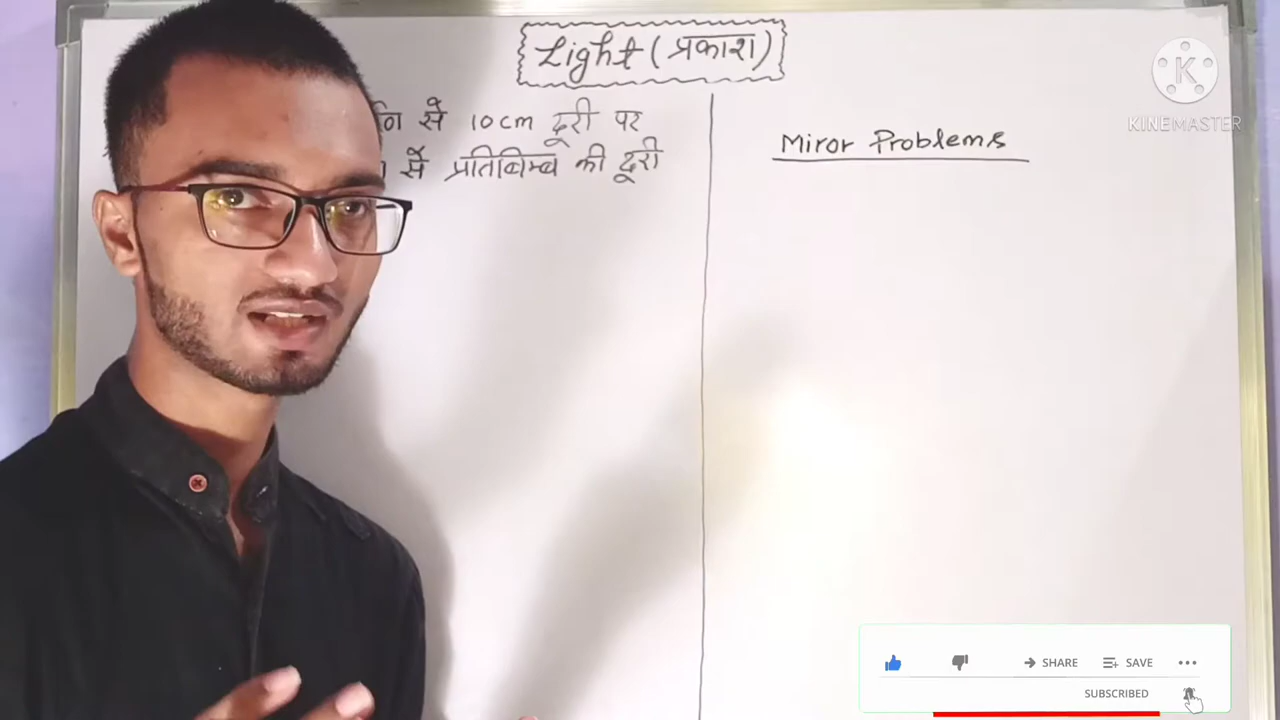 Light (प्रकाश)
से 10cm दूरी पर
से प्रतिबिम्ब की दूरी
Miror Problems
KINEMASTER
SHARE
SAVE
SUBSCRIBED